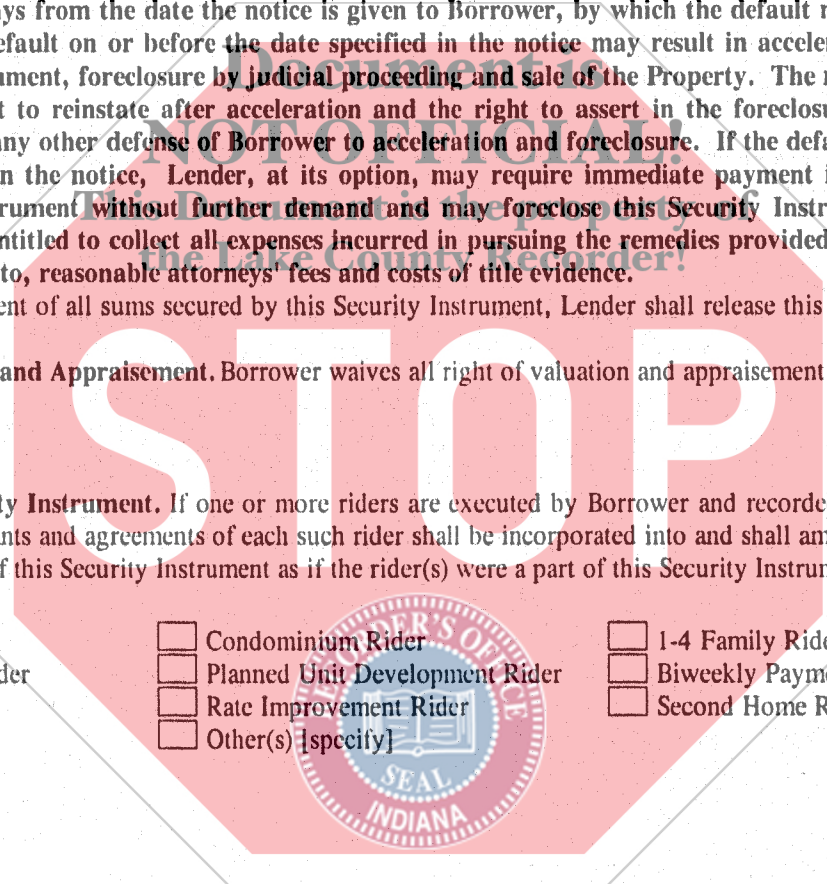 ys from the date the notice is given to Borrower, by which the default
efault on or before the date specified in the notice may result in accele
Document is
ument, foreclosure by judicial proceeding and sale of the Property. The
t to reinstate after acceleration and the right to assert in the foreclosu
NOT OFFICIAL!
any other defense of Borrower to acceleration and foreclosure. If the defa
n the notice, Lender, at its option, may require immediate payment i
This Document is the property of
rument without further demand and may foreclose this Security Instr
ntitled to collect all expenses incurred in pursuing the remedies provided
the Lake County Recorder!
to, reasonable attorneys' fees and costs of title evidence.
ent of all sums secured by this Security Instrument, Lender shall release this
STOP
and Appraisement. Borrower waives all right of valuation and appraisement
ty Instrument. If one or more riders are executed by Borrower and recorde
nts and agreements of each such rider shall be incorporated into and shall am
f this Security Instrument as if the rider(s) were a part of this Security Instrum
Condominium Rider 1-4 Family Ride
der Planned Unit Development Rider Biweekly Payme
Rate Improvement Rider Second Home R
Other(s) [specify]
RECORDER'S OFFICE
SEAL
INDIANA